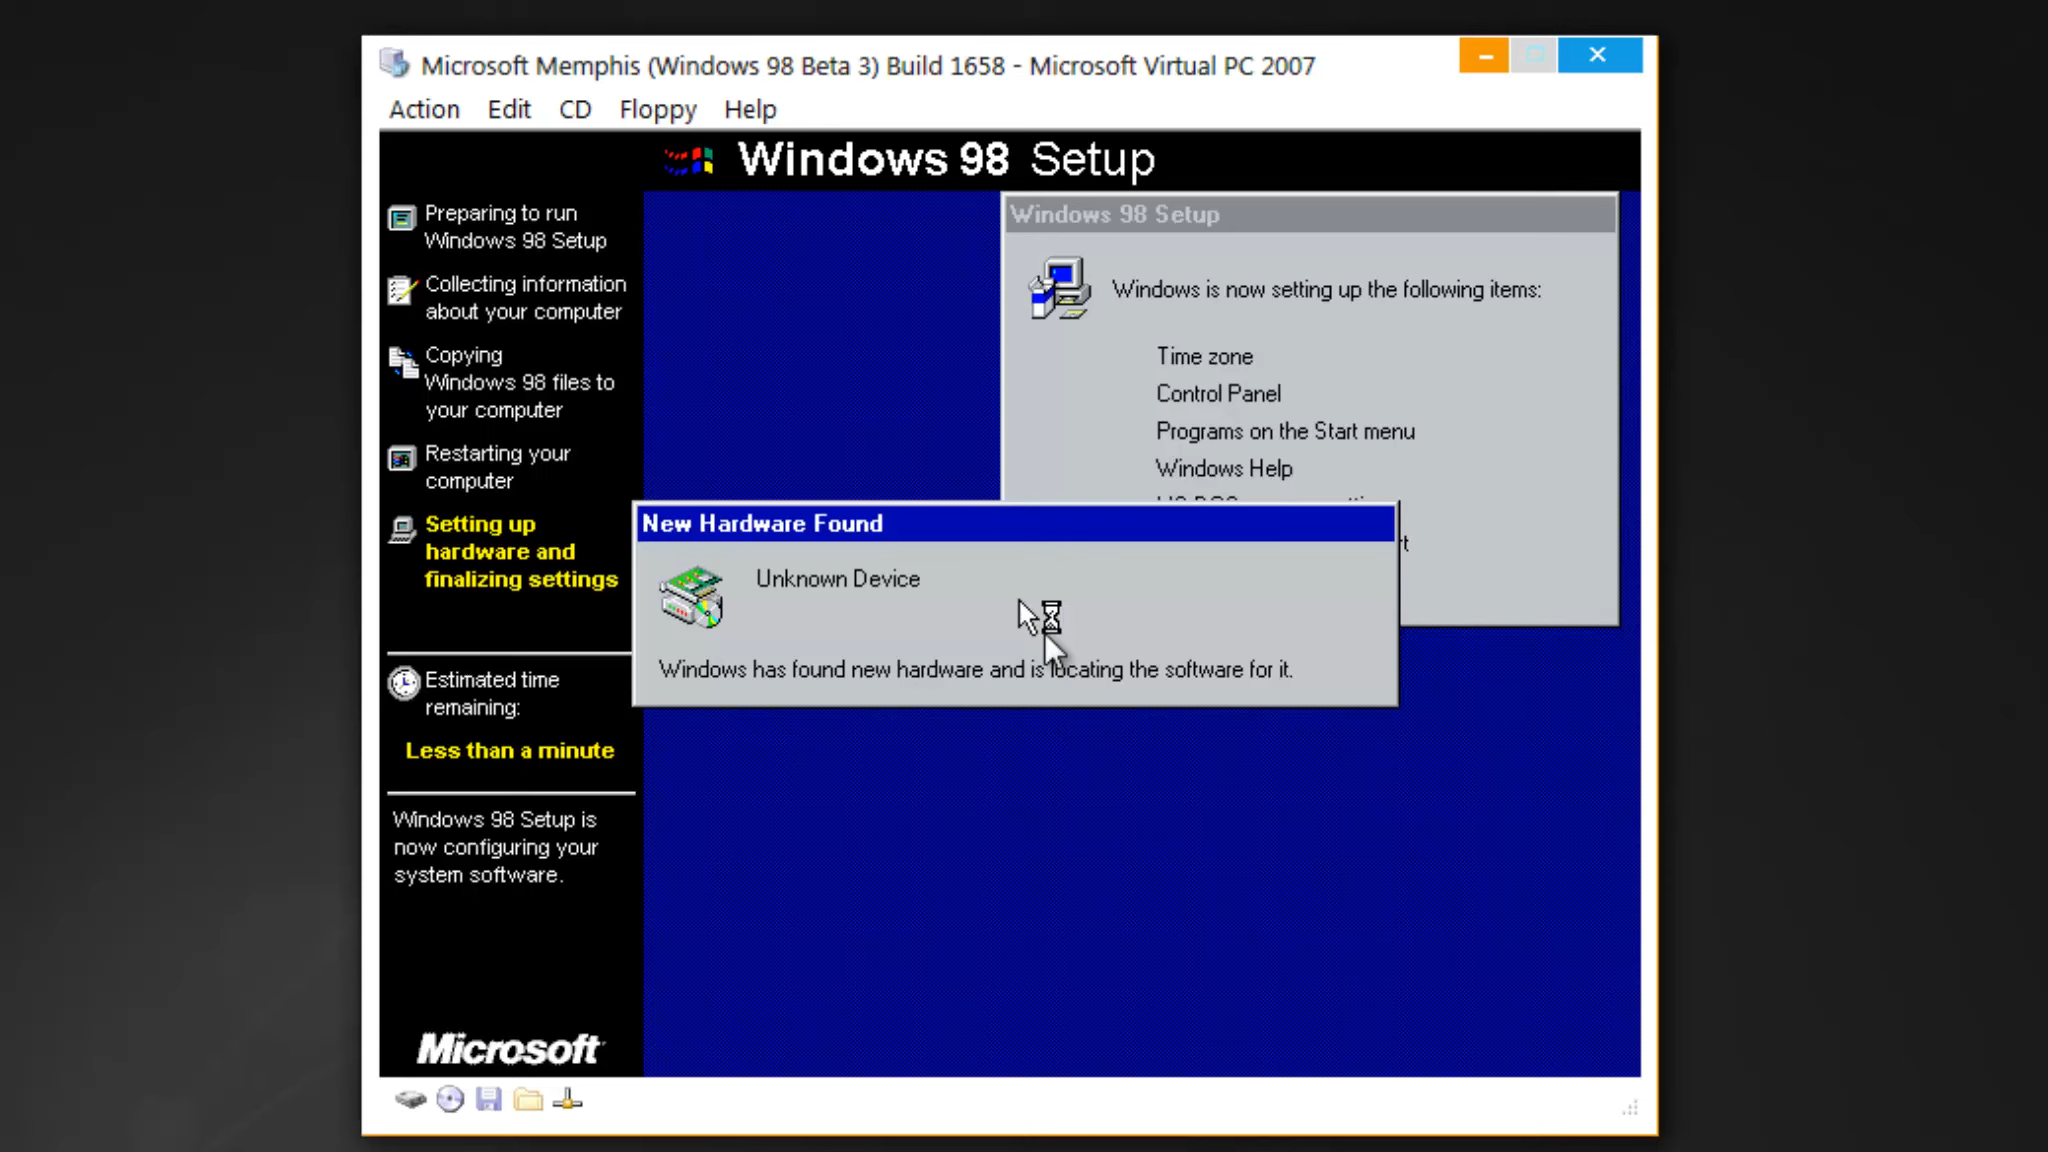 Microsoft Memphis (Windows 98 Beta 3) Build 1658 - Microsoft Virtual PC 2007
Action Edit CD Floppy Help
Windows 98 Setup
Preparing to run
Windows 98 Setup
Collecting information
about your computer
Copying
Windows 98 files to
your computer
Restarting your
computer
Setting up
hardware and
finalizing settings
Estimated time
remaining:
Less than a minute
Windows 98 Setup is
now configuring your
system software.
Microsoft
Windows 98 Setup
Windows is now setting up the following items:
Time zone
Control Panel
Programs on the Start menu
Windows Help
New Hardware Found
Unknown Device
Windows has found new hardware and is locating the software for it.